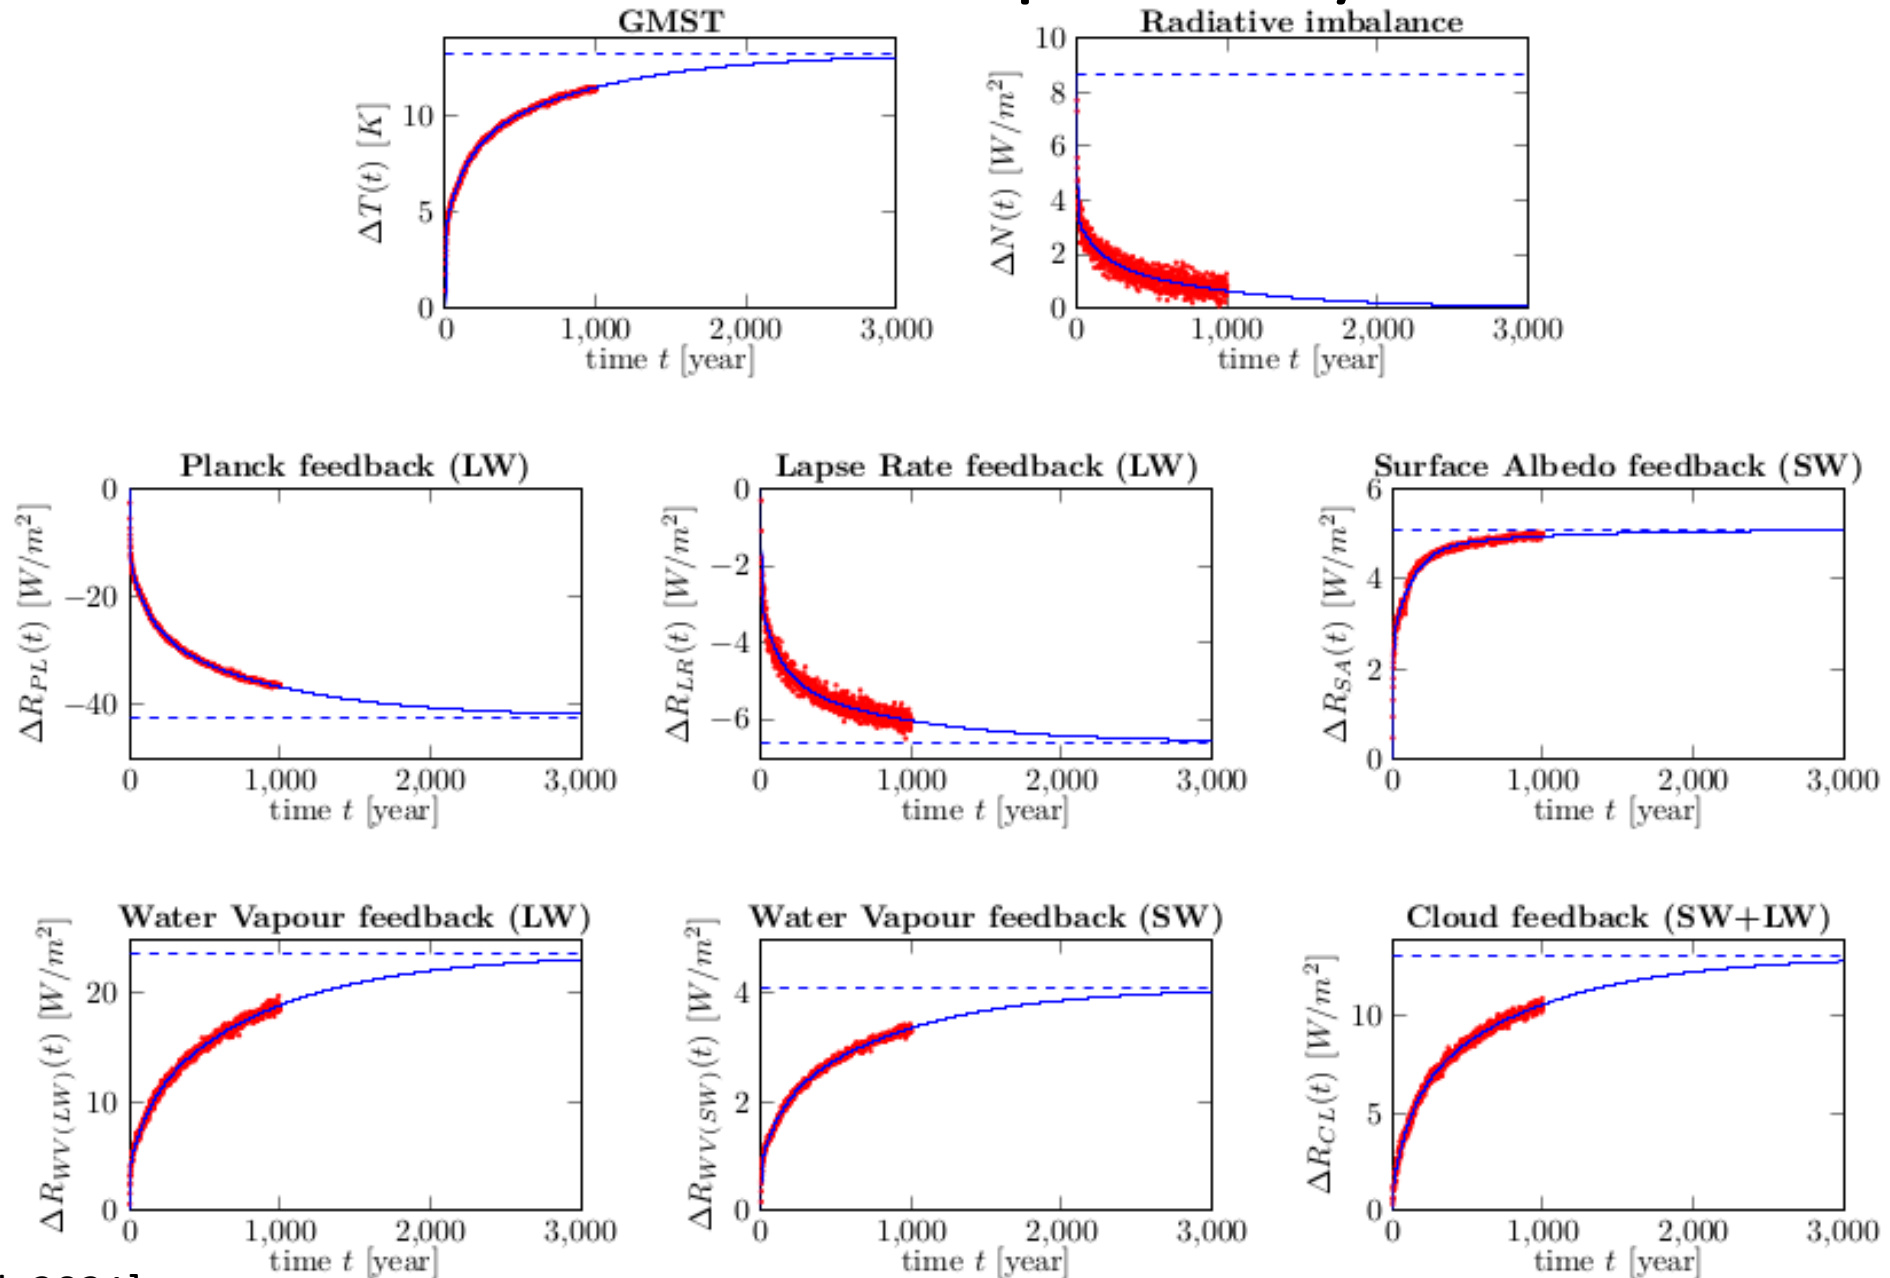 GMST
ΔT(t) [K]
10
5
0
0 1,000 2,000 3,000
time t [year]
Radiative imbalance
ΔN(t) [W/m²]
10
8
6
4
2
0
0 1,000 2,000 3,000
time t [year]
Planck feedback (LW)
ΔR_PL(t) [W/m²]
0
−20
−40
0 1,000 2,000 3,000
time t [year]
Lapse Rate feedback (LW)
ΔR_LR(t) [W/m²]
0
−2
−4
−6
0 1,000 2,000 3,000
time t [year]
Surface Albedo feedback (SW)
ΔR_SA(t) [W/m²]
6
4
2
0
0 1,000 2,000 3,000
time t [year]
Water Vapour feedback (LW)
ΔR_WV(LW)(t) [W/m²]
20
10
0
0 1,000 2,000 3,000
time t [year]
Water Vapour feedback (SW)
ΔR_WV(SW)(t) [W/m²]
4
2
0
0 1,000 2,000 3,000
time t [year]
Cloud feedback (SW+LW)
ΔR_CL(t) [W/m²]
10
5
0
0 1,000 2,000 3,000
time t [year]